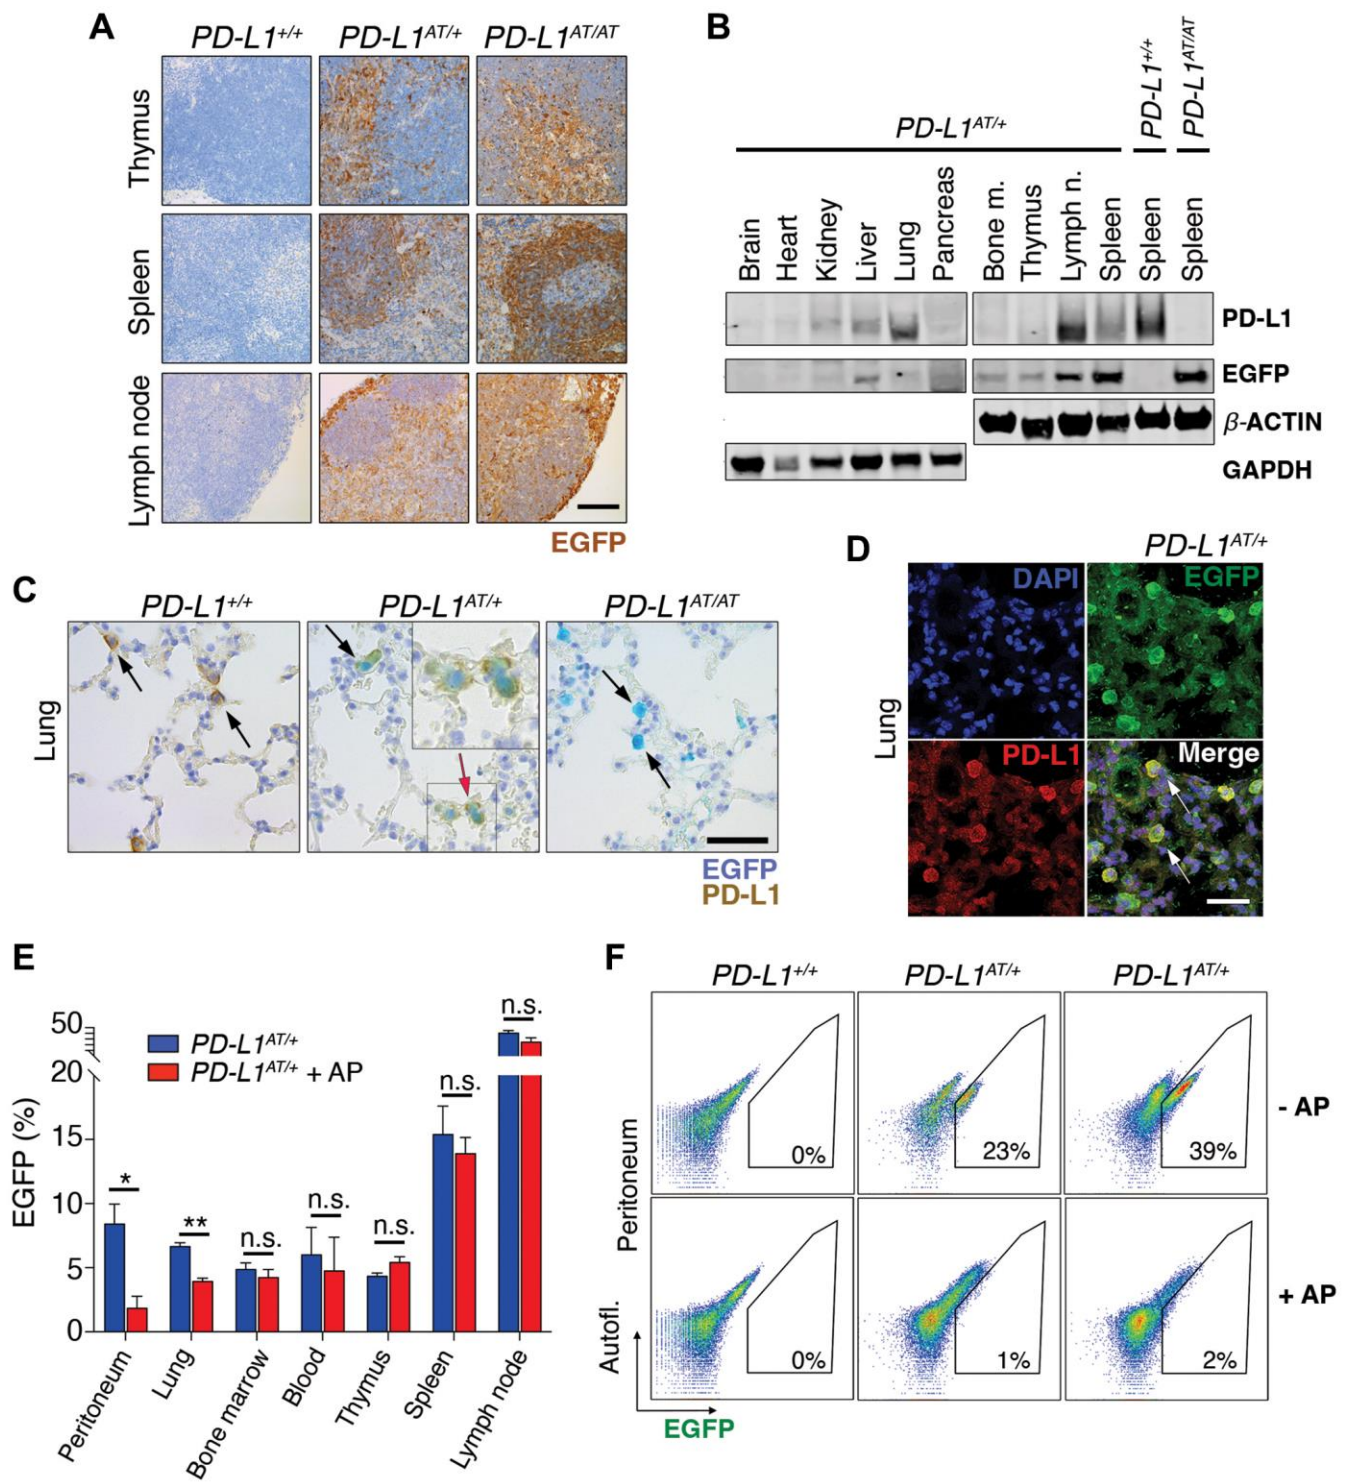 A
PD-L1+/+ PD-L1AT/+ PD-L1AT/AT
Thymus
Spleen
Lymph node
EGFP
B
PD-L1AT/+ PD-L1+/+ PD-L1AT/AT
Brain Heart Kidney Liver Lung Pancreas Bone m. Thymus Lymph n. Spleen Spleen Spleen
PD-L1
EGFP
β-ACTIN
GAPDH
C
PD-L1+/+ PD-L1AT/+ PD-L1AT/AT
Lung
EGFP
PD-L1
D
PD-L1AT/+
Lung
DAPI EGFP
PD-L1 Merge
E
EGFP (%)
50
20
15
10
5
0
PD-L1AT/+
PD-L1AT/+ + AP
* ** n.s. n.s. n.s. n.s. n.s.
Peritoneum Lung Bone marrow Blood Thymus Spleen Lymph node
F
PD-L1+/+ PD-L1AT/+ PD-L1AT/+
Peritoneum
0% 23% 39% - AP
0% 1% 2% + AP
Autofl.
EGFP